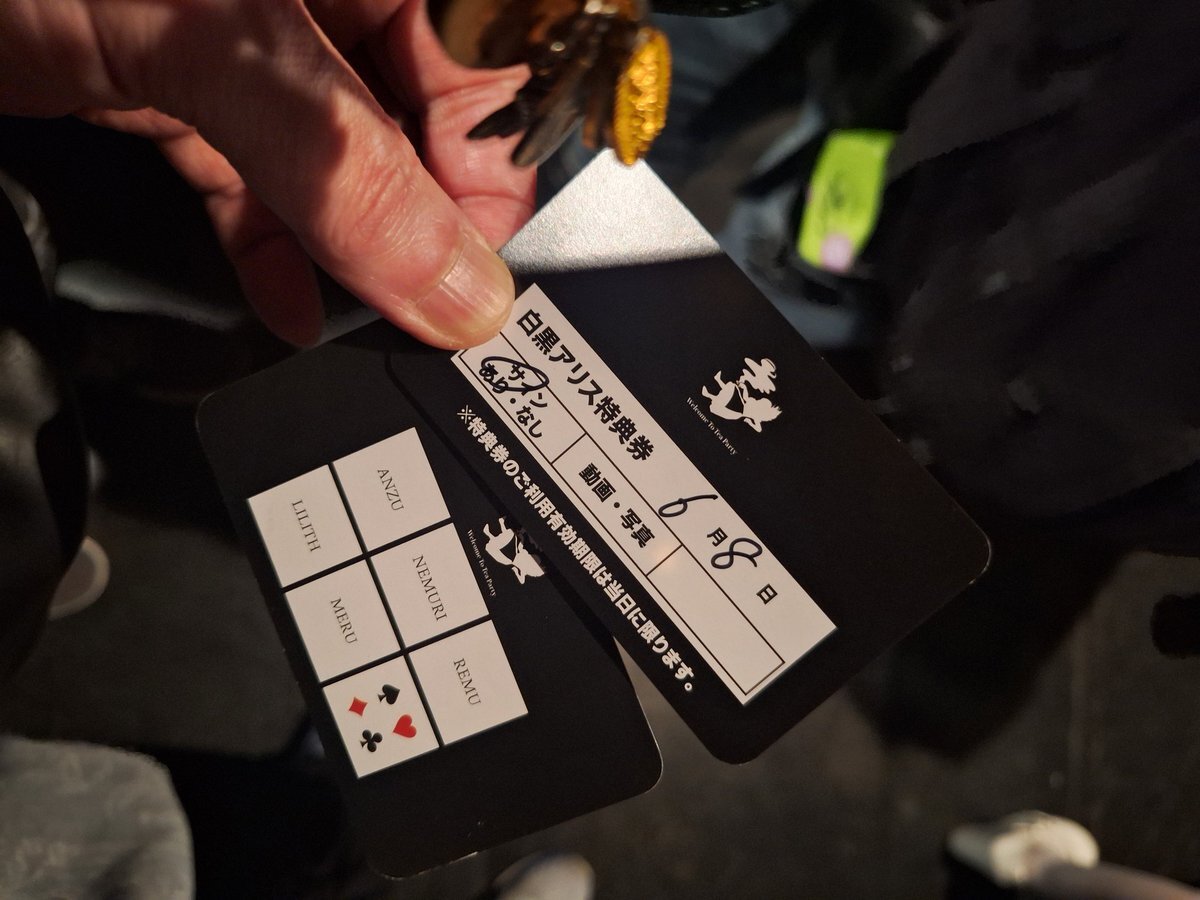 白黒アリス特典券
6月8日
サイン
あり・なし
動画・写真
※特典券のご利用有効期限は当日に限ります。
Welcome To Tea Party
ANZU
LILITH
NEMURI
MERU
REMU
Welcome To Tea Party